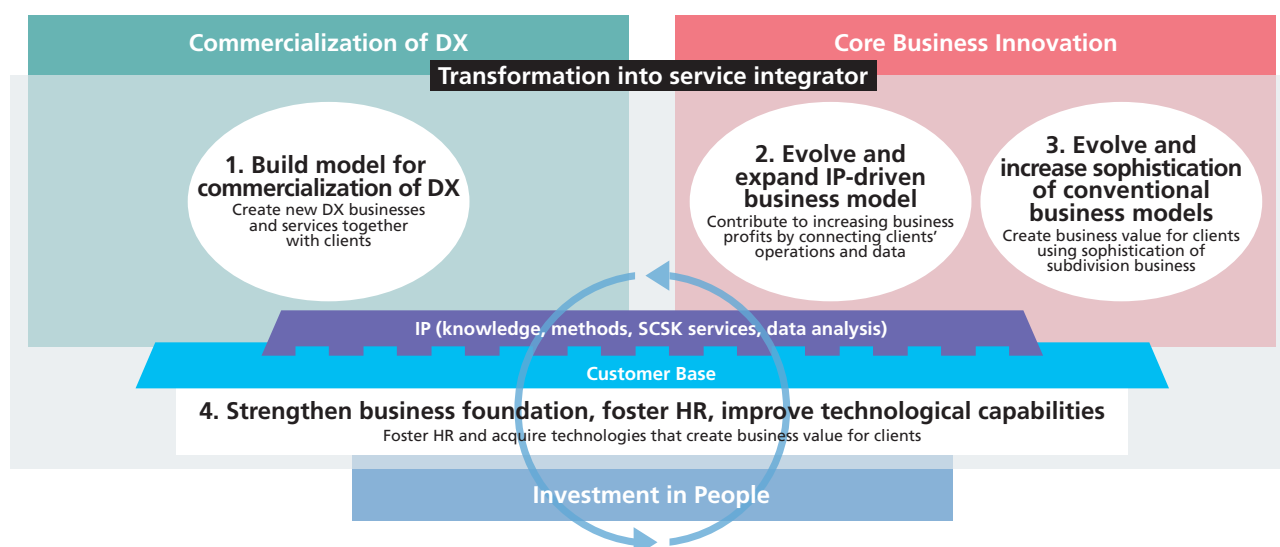 Commercialization of DX
Core Business Innovation
Transformation into service integrator
1. Build model for
commercialization of DX
Create new DX businesses
and services together
with clients
2. Evolve and
expand IP-driven
business model
Contribute to increasing business
profits by connecting clients’
operations and data
3. Evolve and
increase sophistication
of conventional
business models
Create business value for clients
using sophistication of
subdivision business
IP (knowledge, methods, SCSK services, data analysis)
Customer Base
4. Strengthen business foundation, foster HR, improve technological capabilities
Foster HR and acquire technologies that create business value for clients
Investment in People